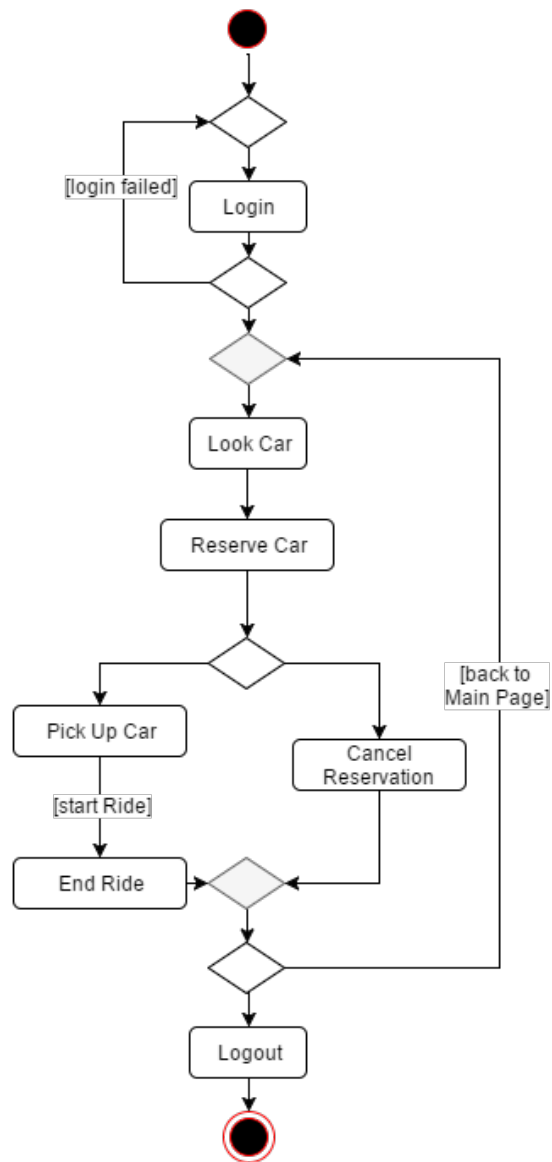 [login failed]
Login
Look Car
Reserve Car
[back to
Main Page]
Pick Up Car
Cancel
Reservation
[start Ride]
End Ride
Logout